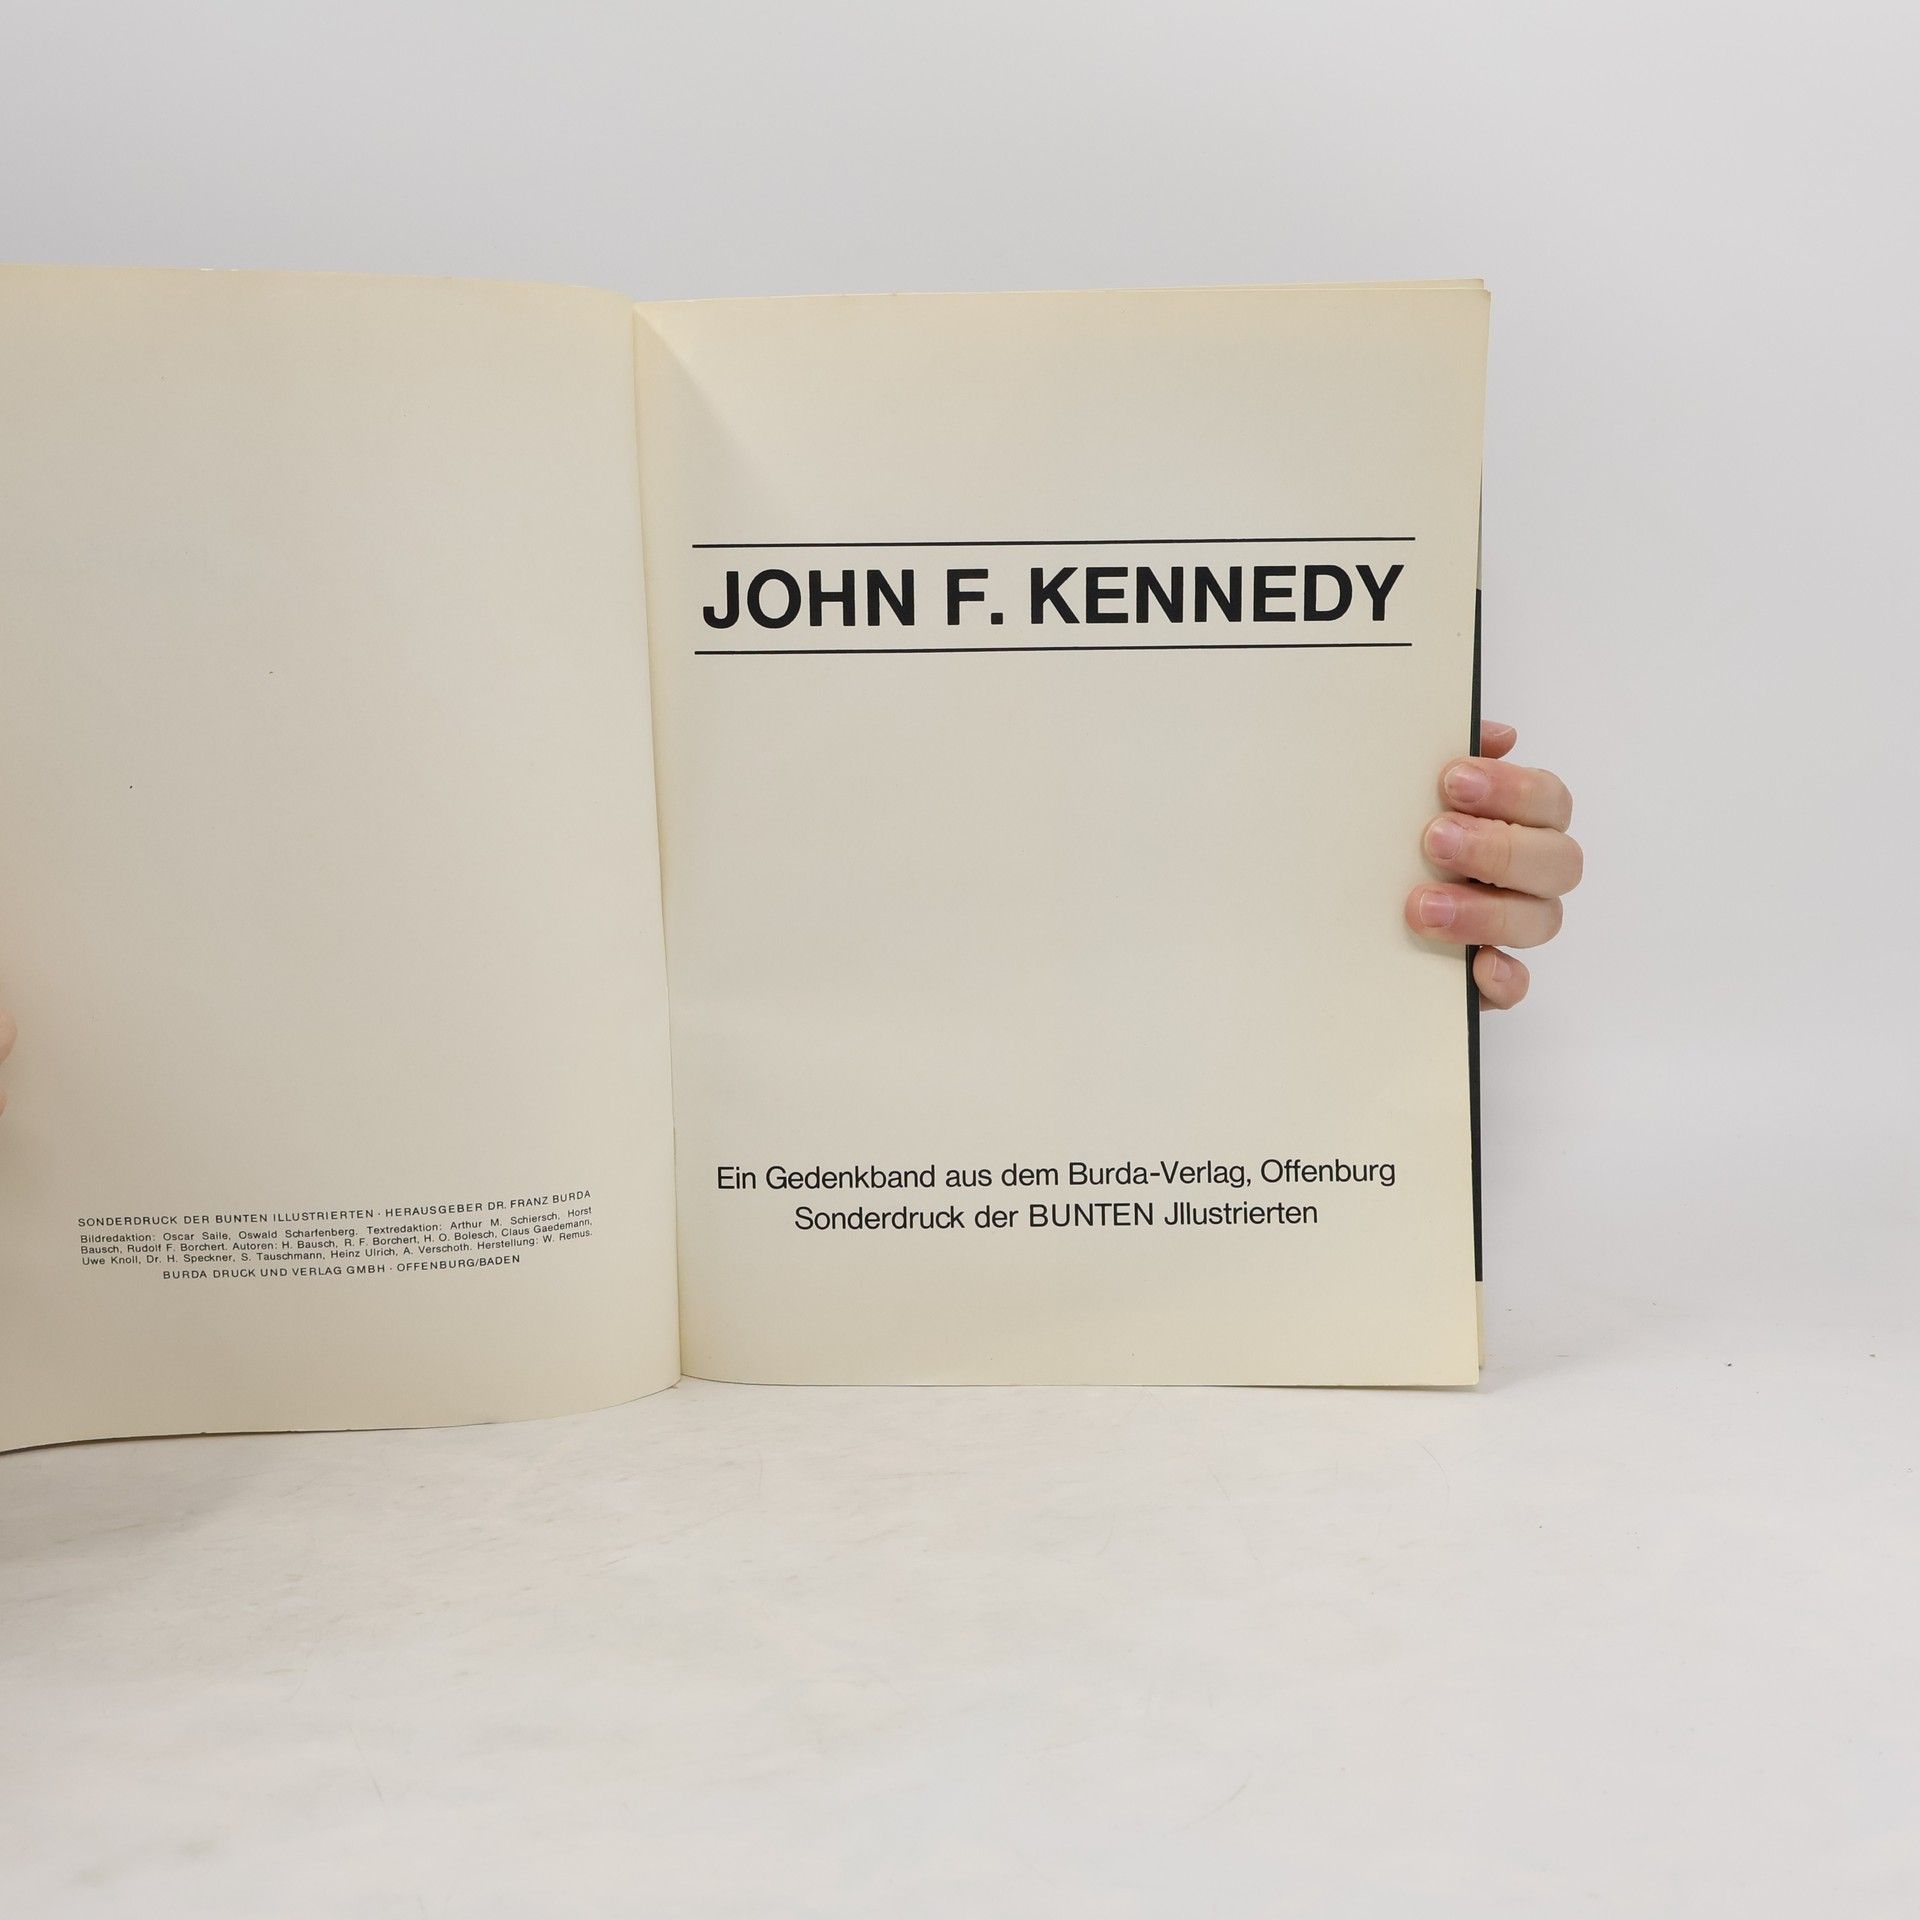 SONDERDRUCK DER BUNTEN ILLUSTRIERTEN · HERAUSGEBER DR. FRANZ BURDA
Bildredaktion: Oscar Saile, Oswald Scharfenberg. Textredaktion: Arthur M. Schiersch, Horst
Bausch, Rudolf F. Borchert. Autoren: H. Bausch, R. F. Borchert, H. O. Bolesch, Claus Gaedemann,
Uwe Knoll, Dr. H. Speckner, S. Tauschmann, Heinz Ulrich, A. Verschoth. Herstellung: W. Remus.
BURDA DRUCK UND VERLAG GMBH · OFFENBURG/BADEN
JOHN F. KENNEDY
Ein Gedenkband aus dem Burda-Verlag, Offenburg
Sonderdruck der BUNTEN Jllustrierten